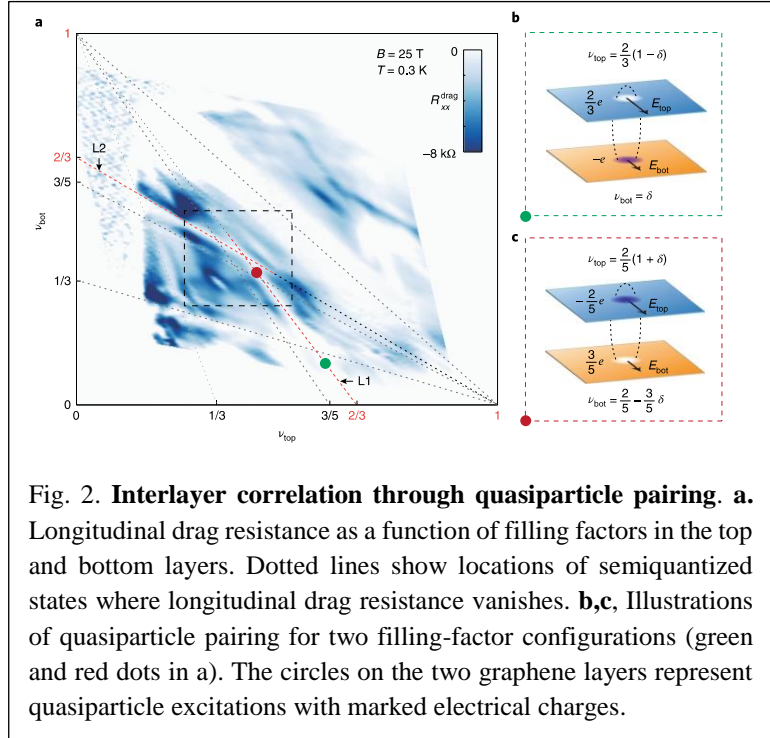 a
B = 25 T
T = 0.3 K
0
R_xx^drag
−8 kΩ
1
2/3
3/5
1/3
0
ν_bot
L2
L1
0
1/3
3/5
2/3
1
ν_top
b
ν_top = 2/3 (1 − δ)
2/3 e
E_top
−e
E_bot
ν_bot = δ
c
ν_top = 2/5 (1 + δ)
−2/5 e
E_top
3/5 e
E_bot
ν_bot = 2/5 − 3/5 δ
Fig. 2. Interlayer correlation through quasiparticle pairing. a.
Longitudinal drag resistance as a function of filling factors in the top
and bottom layers. Dotted lines show locations of semiquantized
states where longitudinal drag resistance vanishes. b,c, Illustrations
of quasiparticle pairing for two filling-factor configurations (green
and red dots in a). The circles on the two graphene layers represent
quasiparticle excitations with marked electrical charges.